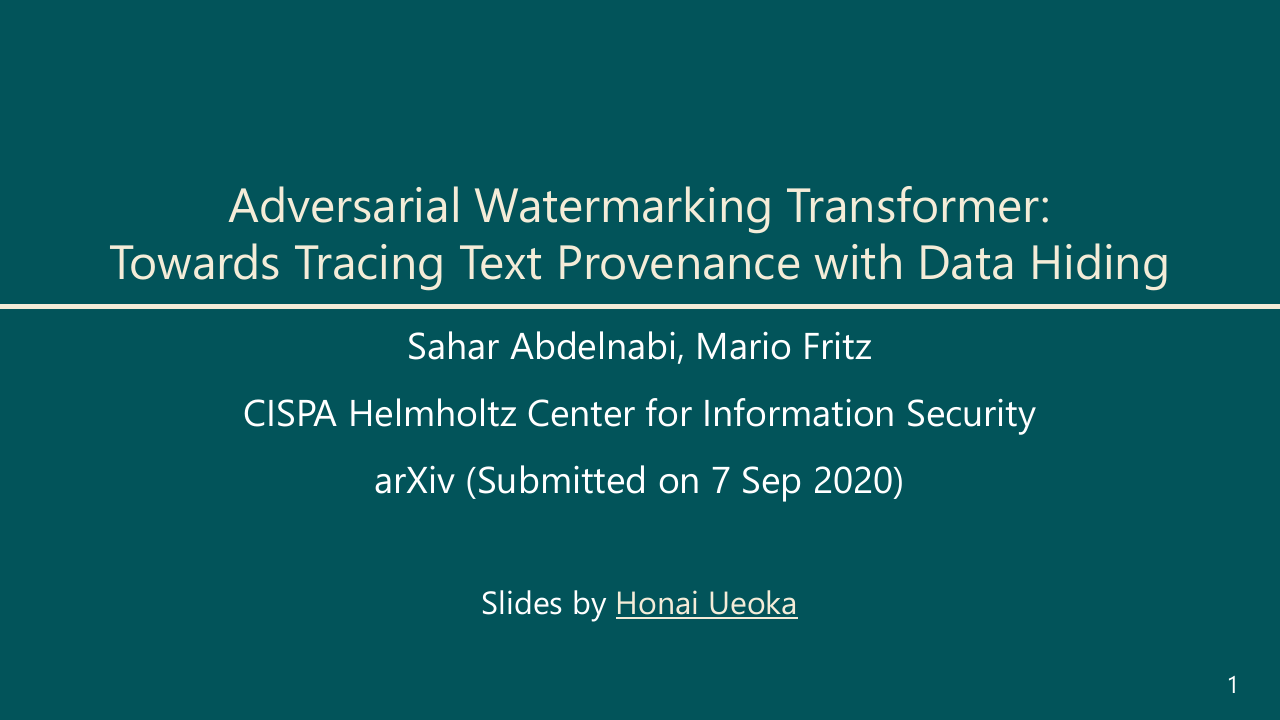 Adversarial Watermarking Transformer:
Towards Tracing Text Provenance with Data Hiding
Sahar Abdelnabi, Mario Fritz
CISPA Helmholtz Center for Information Security
arXiv (Submitted on 7 Sep 2020)
Slides by Honai Ueoka
1